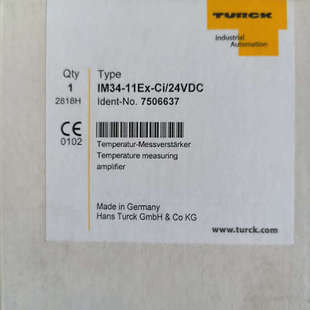 TURCK
Industrial
Automation
Qty
1
2818H
Type
IM34-11Ex-Ci/24VDC
Ident-No. 7506637
CE
0102
Temperatur-Messverstärker
Temperature measuring
amplifier
Made in Germany
Hans Turck GmbH & Co KG
www.turck.com